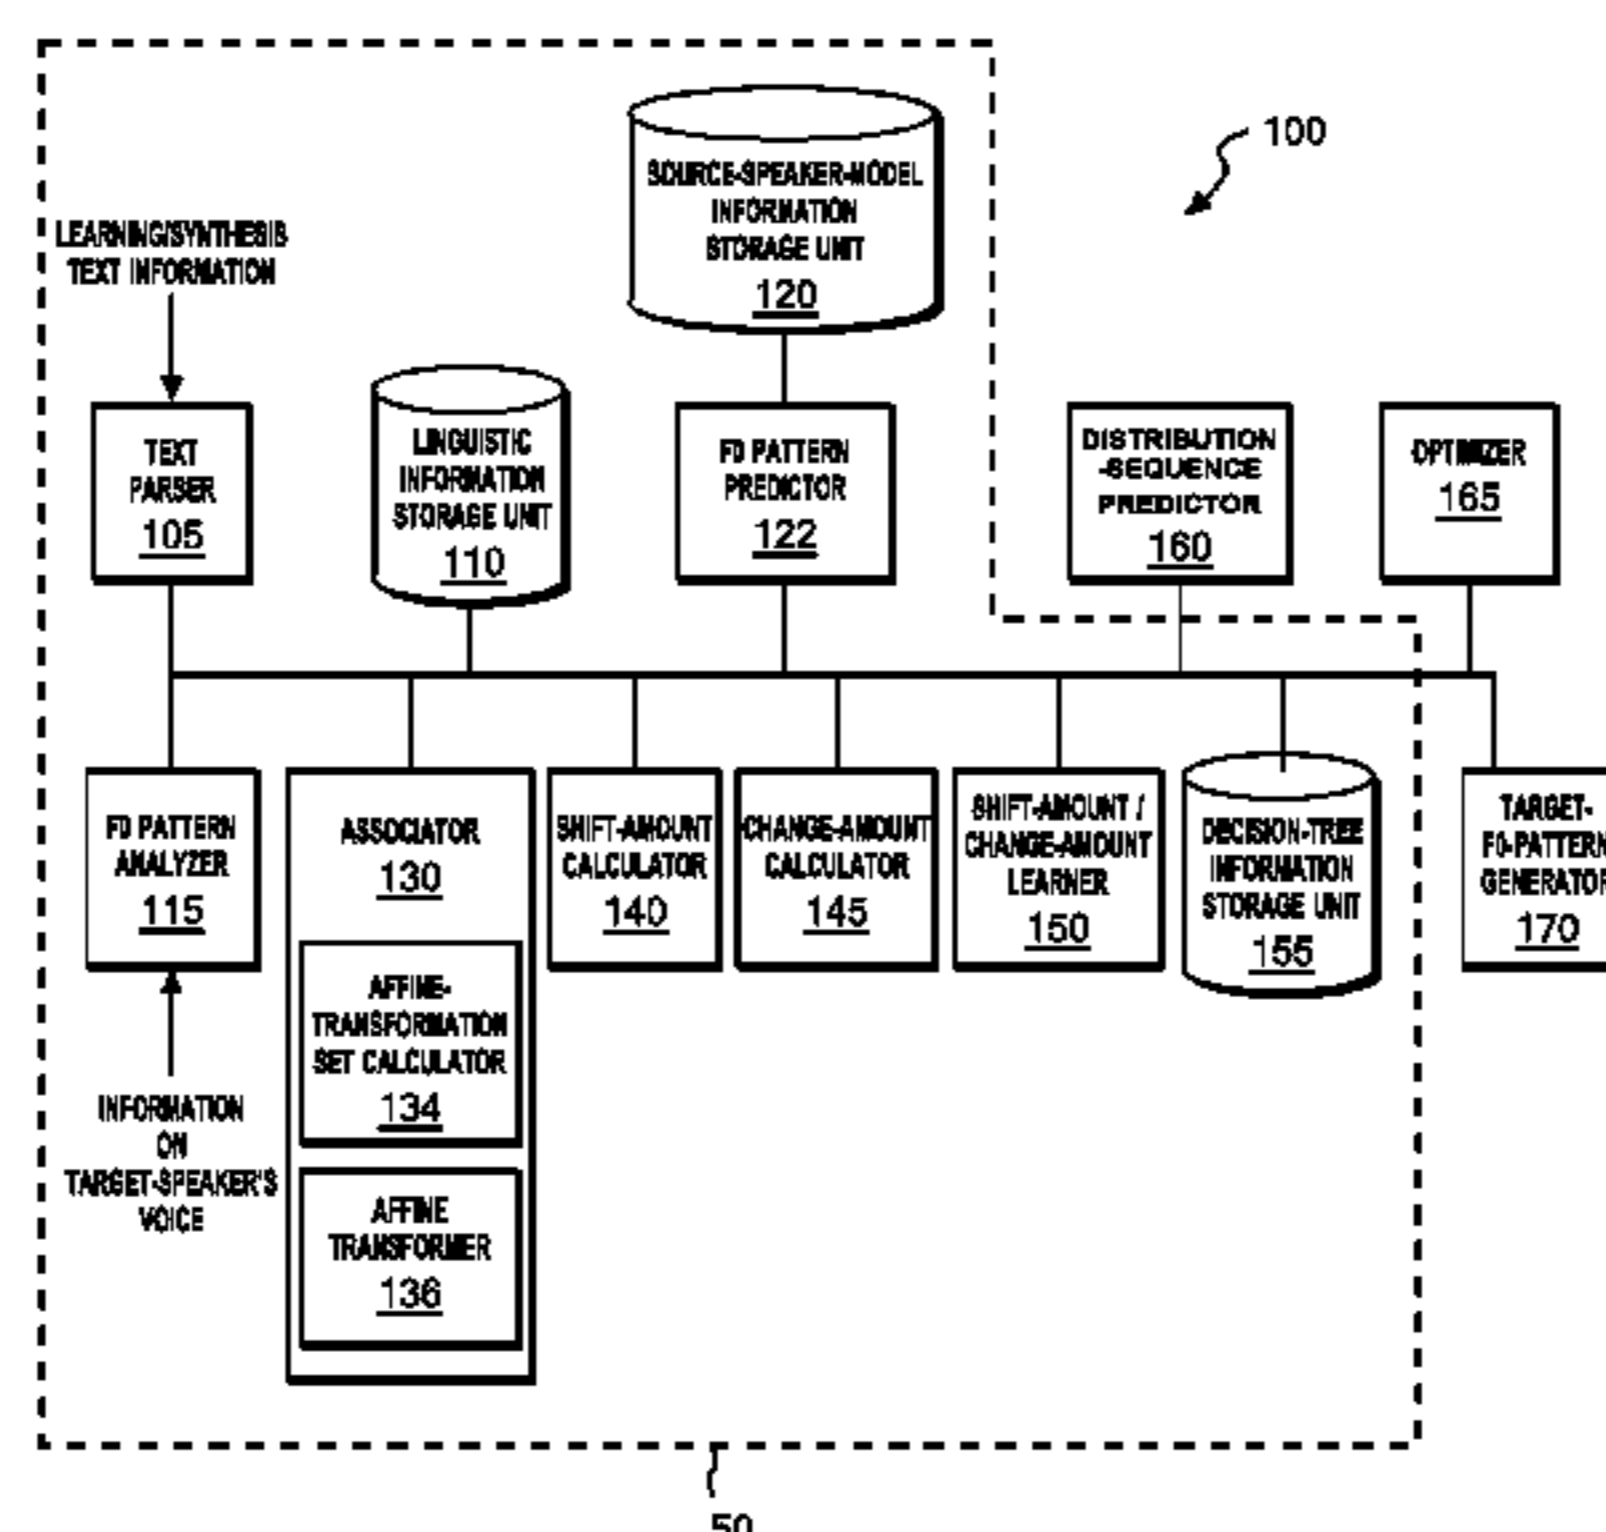 100
SOURCE-SPEAKER-MODEL
INFORMATION
STORAGE UNIT
120
LEARNING/SYNTHESIS
TEXT INFORMATION
TEXT
PARSER
105
LINGUISTIC
INFORMATION
STORAGE UNIT
110
F0 PATTERN
PREDICTOR
122
DISTRIBUTION
-SEQUENCE
PREDICTOR
160
OPTIMIZER
165
F0 PATTERN
ANALYZER
115
ASSOCIATOR
130
SHIFT-AMOUNT
CALCULATOR
140
CHANGE-AMOUNT
CALCULATOR
145
SHIFT-AMOUNT /
CHANGE-AMOUNT
LEARNER
150
DECISION-TREE
INFORMATION
STORAGE UNIT
155
TARGET-
F0-PATTERN
GENERATOR
170
AFFINE-
TRANSFORMATION
SET CALCULATOR
134
AFFINE
TRANSFORMER
136
INFORMATION
ON
TARGET-SPEAKER'S
VOICE
50